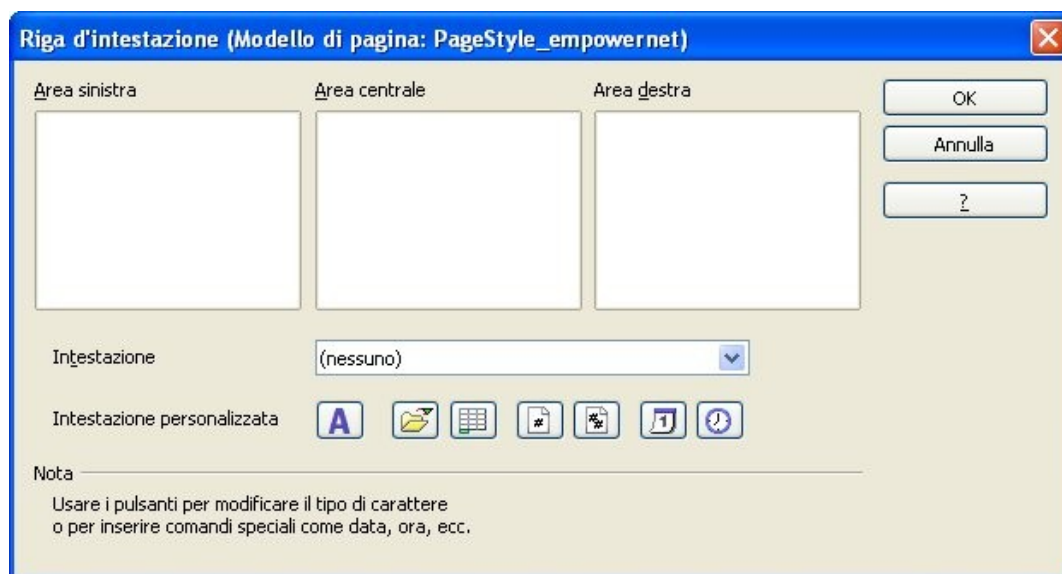 Riga d'intestazione (Modello di pagina: PageStyle_empowernet)
Area sinistra
Area centrale
Area destra
OK
Annulla
?
Intestazione
(nessuno)
Intestazione personalizzata
A
#
1
Nota
Usare i pulsanti per modificare il tipo di carattere
o per inserire comandi speciali come data, ora, ecc.